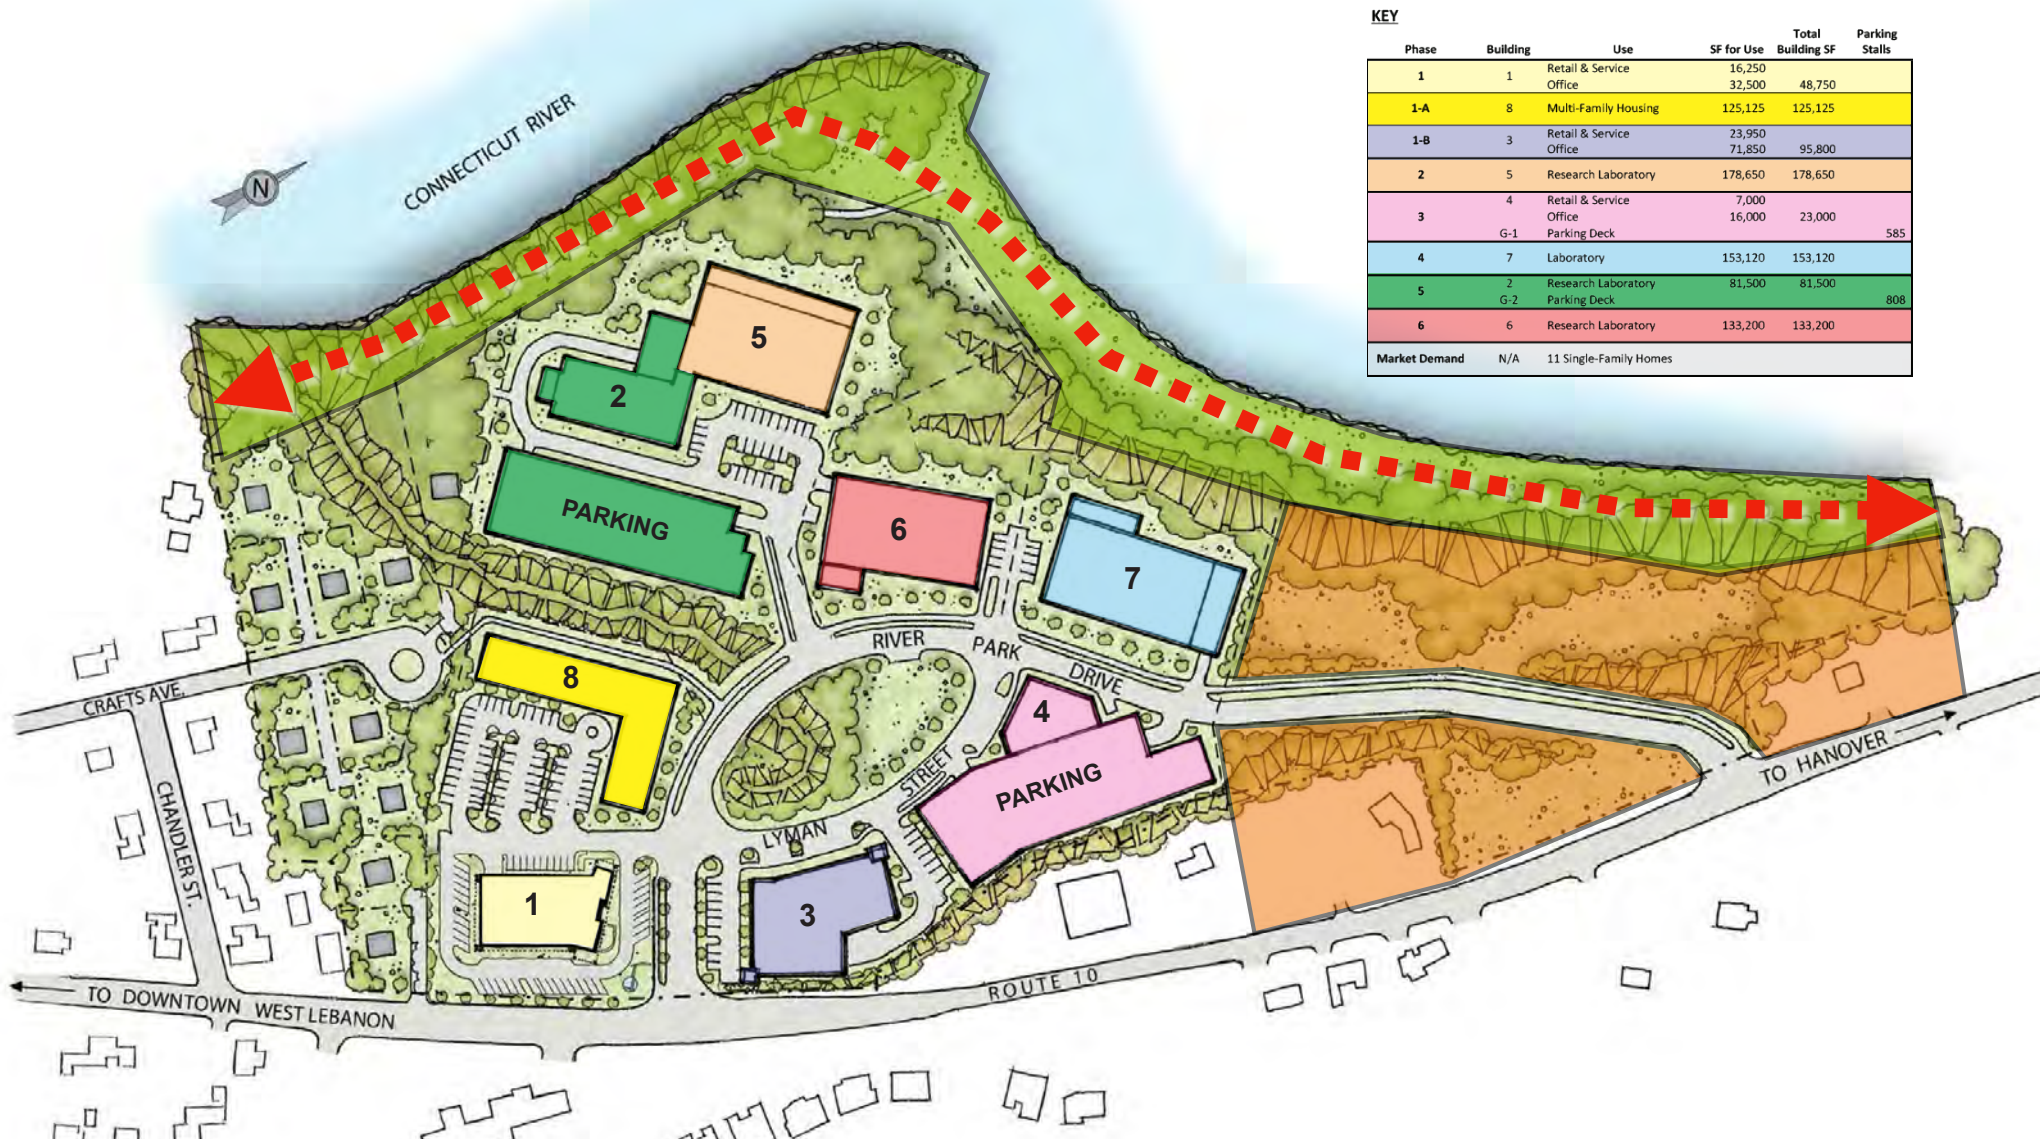 KEY
Phase Building Use SF for Use Total Building SF Parking Stalls
1 1 Retail & Service 16,250
Office 32,500 48,750
1-A 8 Multi-Family Housing 125,125 125,125
1-B 3 Retail & Service 23,950
Office 71,850 95,800
2 5 Research Laboratory 178,650 178,650
3 4 Retail & Service 7,000
Office 16,000 23,000
G-1 Parking Deck 585
4 7 Laboratory 153,120 153,120
5 2 Research Laboratory 81,500 81,500
G-2 Parking Deck 808
6 6 Research Laboratory 133,200 133,200
Market Demand N/A 11 Single-Family Homes
CONNECTICUT RIVER
N
5
2
PARKING
6
7
RIVER PARK DRIVE
8
4
PARKING
STREET
LYMAN
CRAFTS AVE.
CHANDLER ST.
1
3
TO HANOVER
ROUTE 10
TO DOWNTOWN WEST LEBANON